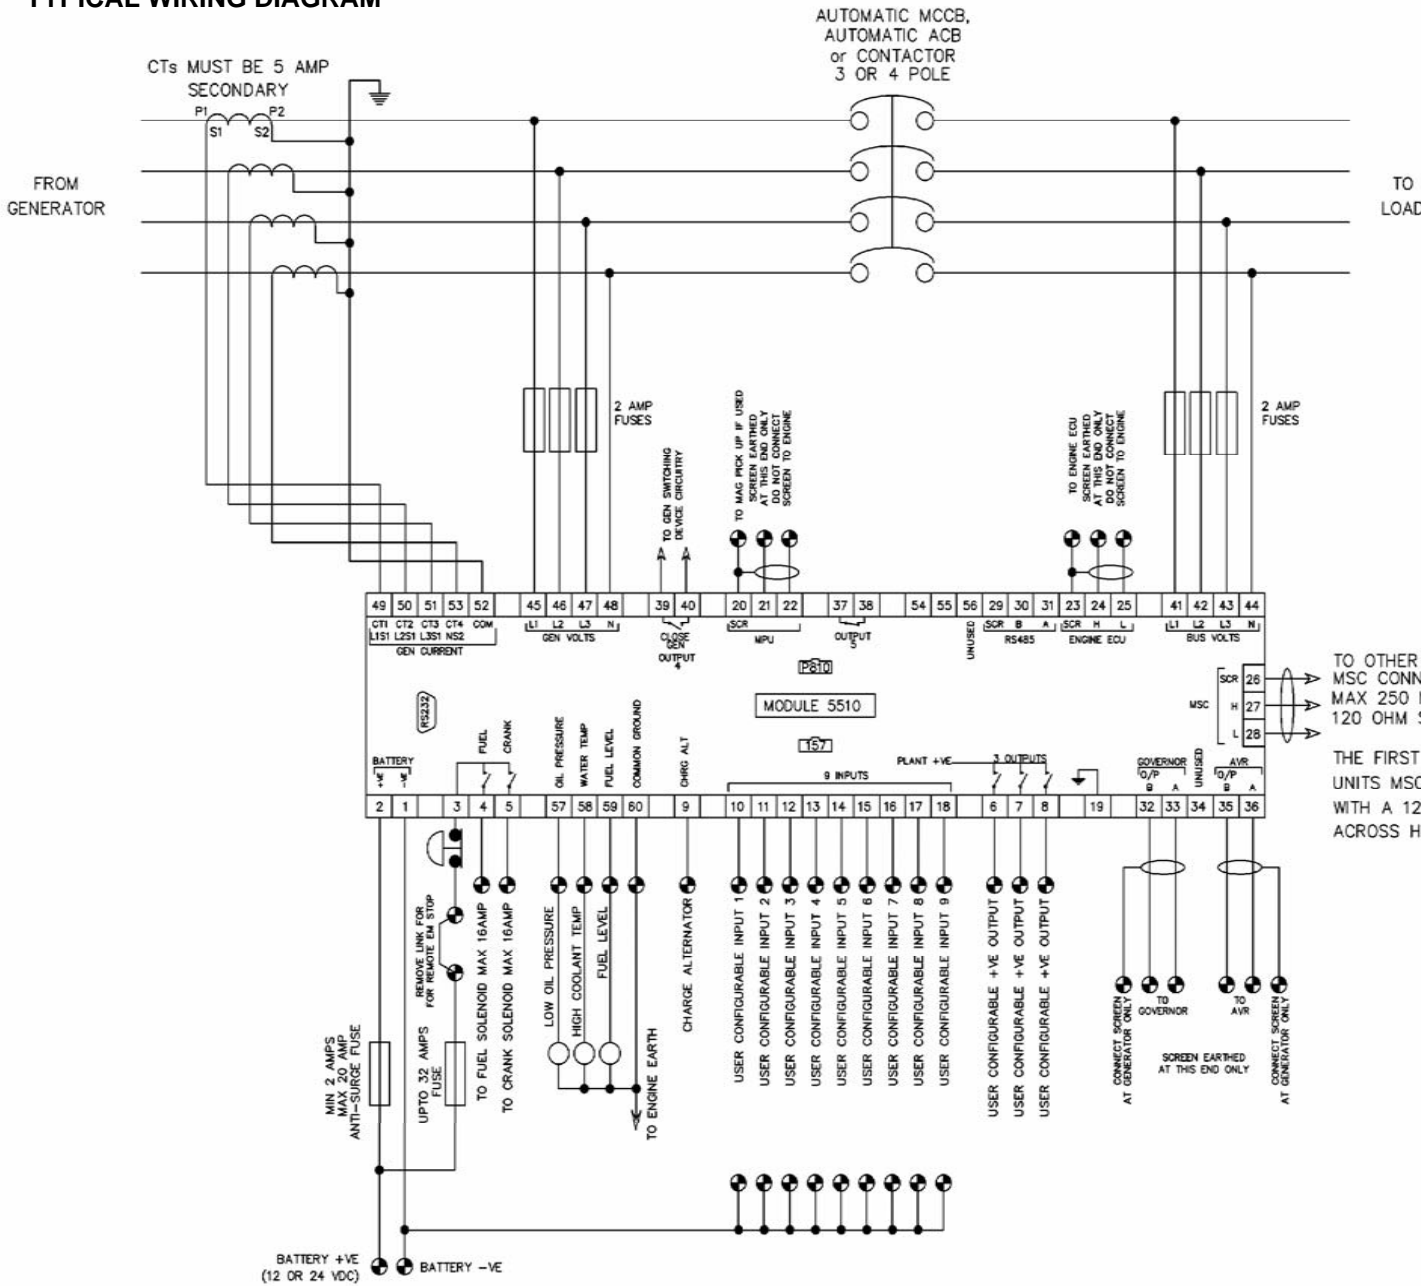 TYPICAL WIRING DIAGRAM
AUTOMATIC MCCB,
AUTOMATIC ACB
or CONTACTOR
3 OR 4 POLE
CTs MUST BE 5 AMP
SECONDARY
P1 P2
S1 S2
FROM
GENERATOR
TO
LOAD
2 AMP
FUSES
TO GEN SWITCHING
DEVICE CIRCUITRY
TO MAG PICK UP IF USED
SCREEN EARTHED
AT THIS END ONLY
DO NOT CONNECT
SCREEN TO ENGINE
TO ENGINE ECU
SCREEN EARTHED
AT THIS END ONLY
DO NOT CONNECT
SCREEN TO ENGINE
2 AMP
FUSES
49 50 51 53 52 45 46 47 48 39 40 20 21 22 37 38 54 55 56 29 30 31 23 24 25 41 42 43 44
CT1 CT2 CT3 CT4 COM
L1S1 L2S1 L3S1 NS2
GEN CURRENT
L1 L2 L3 N
GEN VOLTS
CLOSE
GEN
OUTPUT
4
SCR
MPU
OUTPUT
5
UNUSED
SCR B A
RS485
SCR H L
ENGINE ECU
L1 L2 L3 N
BUS VOLTS
P810
MODULE 5510
157
RS232
MSC
SCR 26
H 27
L 28
TO OTHER
MSC CONN
MAX 250
120 OHM
THE FIRST
UNITS MSC
WITH A 12
ACROSS H
BATTERY
+VE
-VE
FUEL
CRANK
OIL PRESSURE
WATER TEMP
FUEL LEVEL
COMMON GROUND
CHRG ALT
9 INPUTS
PLANT +VE
3 OUTPUTS
GOVERNOR
O/P
B A
UNUSED
AVR
O/P
B A
2 1 3 4 5 57 58 59 60 9 10 11 12 13 14 15 16 17 18 6 7 8 19 32 33 34 35 36
REMOVE LINK FOR
FOR REMOTE EM STOP
MIN 2 AMPS
MAX 20 AMP
ANTI-SURGE FUSE
UPTO 32 AMPS
FUSE
TO FUEL SOLENOID MAX 16AMP
TO CRANK SOLENOID MAX 16AMP
LOW OIL PRESSURE
HIGH COOLANT TEMP
FUEL LEVEL
TO ENGINE EARTH
CHARGE ALTERNATOR
USER CONFIGURABLE INPUT 1
USER CONFIGURABLE INPUT 2
USER CONFIGURABLE INPUT 3
USER CONFIGURABLE INPUT 4
USER CONFIGURABLE INPUT 5
USER CONFIGURABLE INPUT 6
USER CONFIGURABLE INPUT 7
USER CONFIGURABLE INPUT 8
USER CONFIGURABLE INPUT 9
USER CONFIGURABLE +VE OUTPUT
USER CONFIGURABLE +VE OUTPUT
USER CONFIGURABLE +VE OUTPUT
CONNECT SCREEN
AT GENERATOR ONLY
TO
GOVERNOR
TO
AVR
CONNECT SCREEN
AT GENERATOR ONLY
SCREEN EARTHED
AT THIS END ONLY
BATTERY +VE
(12 OR 24 VDC)
BATTERY -VE